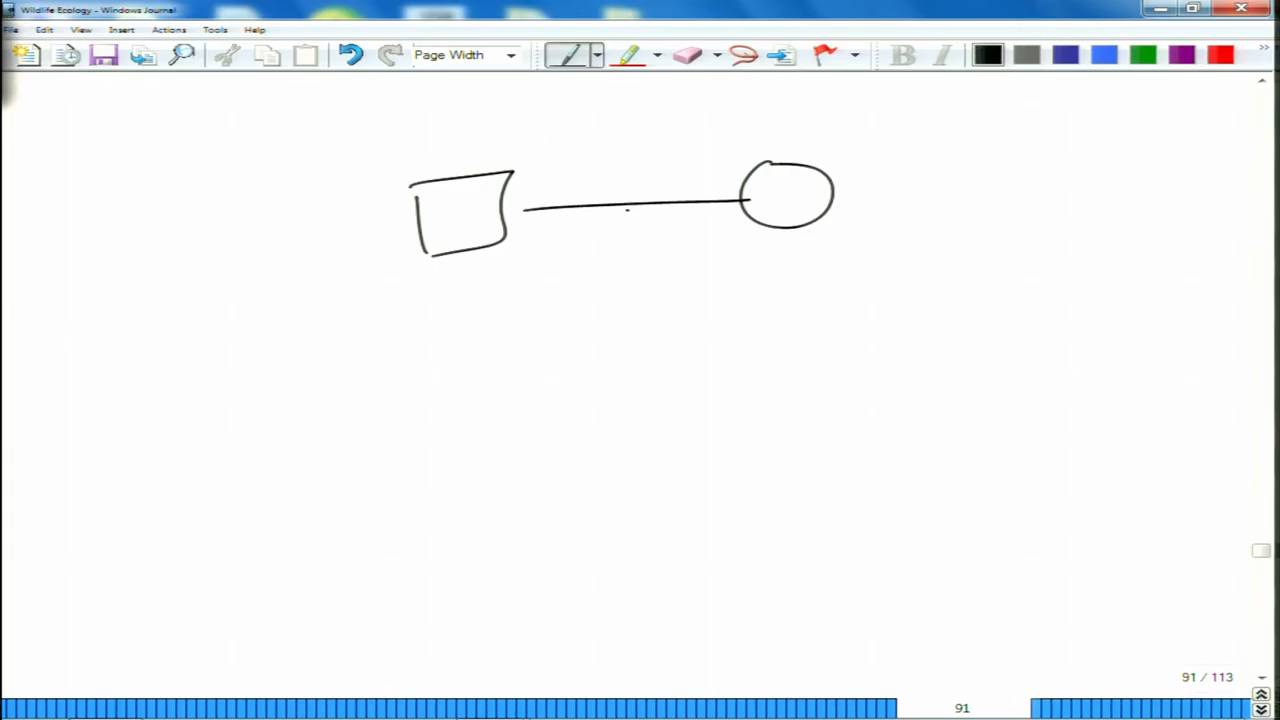 Wildlife Ecology - Windows Journal
File Edit View Insert Actions Tools Help
Page Width B I
91 / 113
91